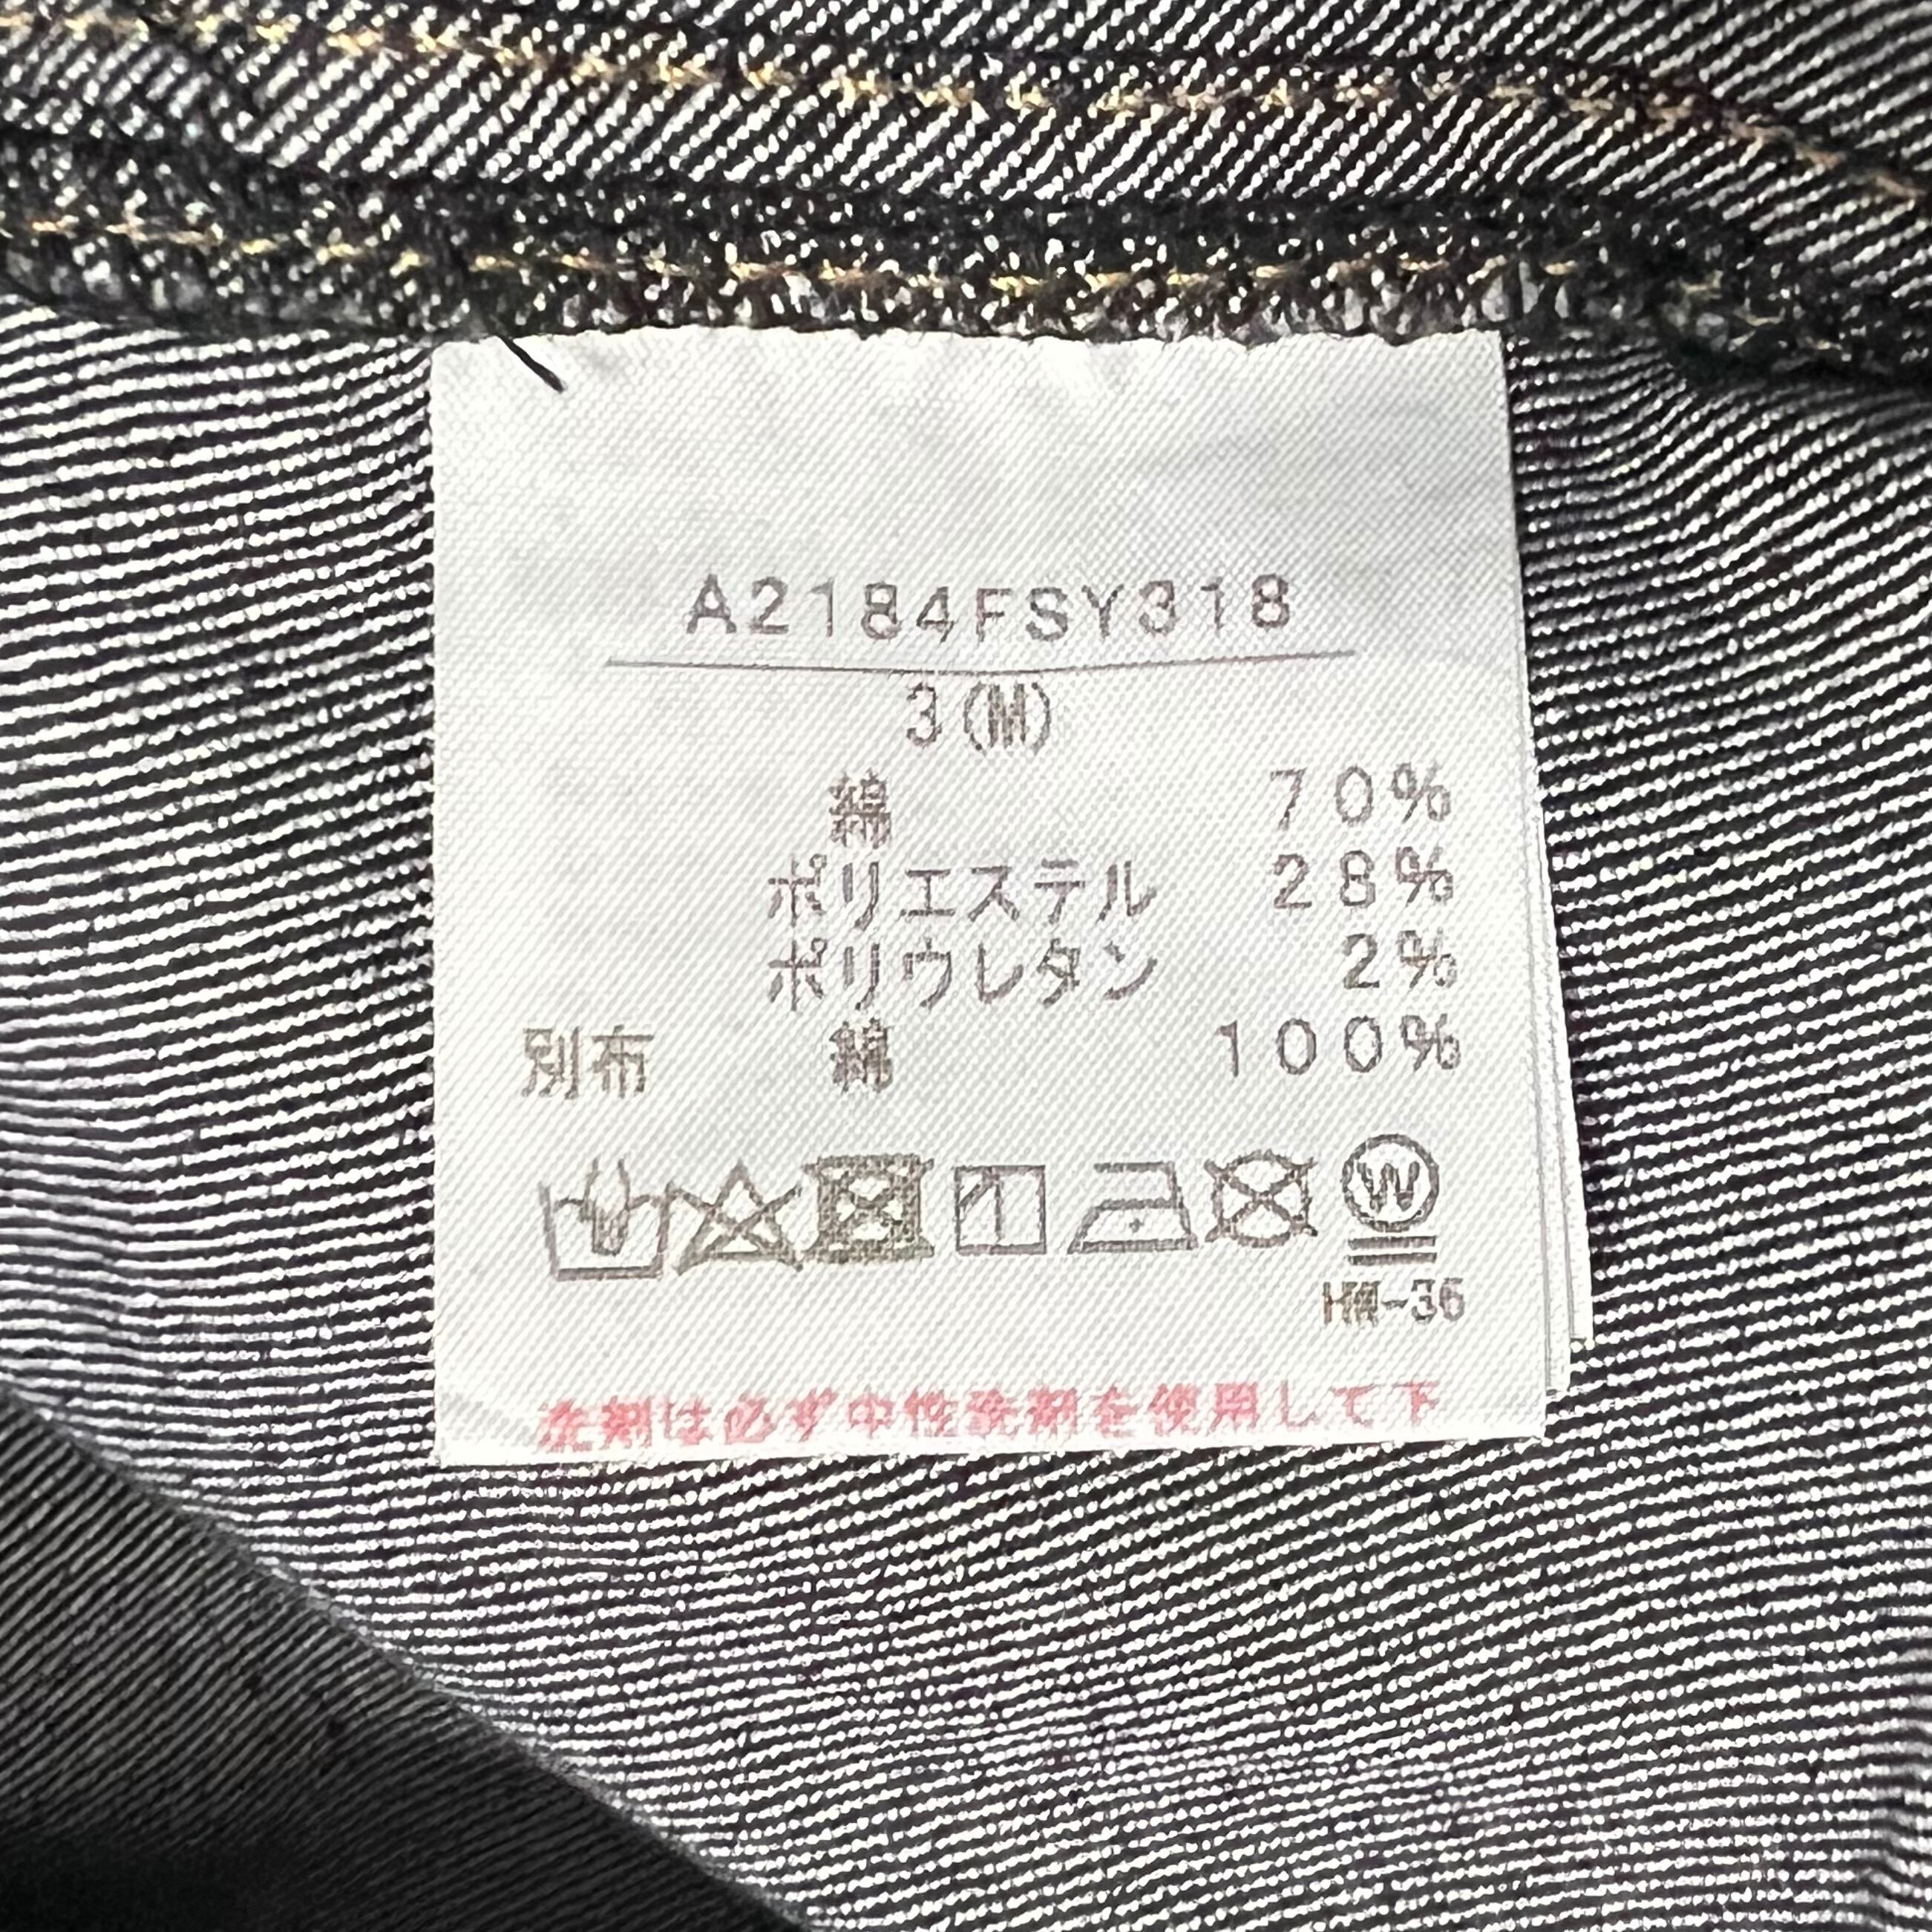 A2184FSY318
3(M)
綿 70%
ポリエステル 28%
ポリウレタン 2%
別布 綿 100%
W
HW-36
洗剤は必ず中性洗剤を使用して下